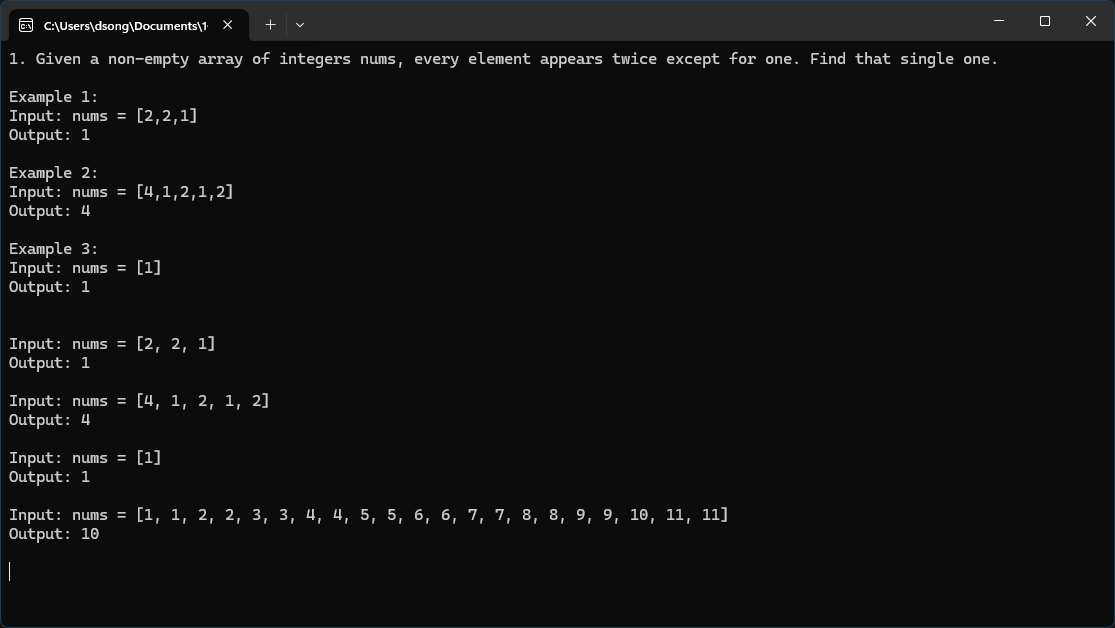 C:\Users\dsong\Documents\1
1. Given a non-empty array of integers nums, every element appears twice except for one. Find that single one.
Example 1:
Input: nums = [2,2,1]
Output: 1
Example 2:
Input: nums = [4,1,2,1,2]
Output: 4
Example 3:
Input: nums = [1]
Output: 1
Input: nums = [2, 2, 1]
Output: 1
Input: nums = [4, 1, 2, 1, 2]
Output: 4
Input: nums = [1]
Output: 1
Input: nums = [1, 1, 2, 2, 3, 3, 4, 4, 5, 5, 6, 6, 7, 7, 8, 8, 9, 9, 10, 11, 11]
Output: 10